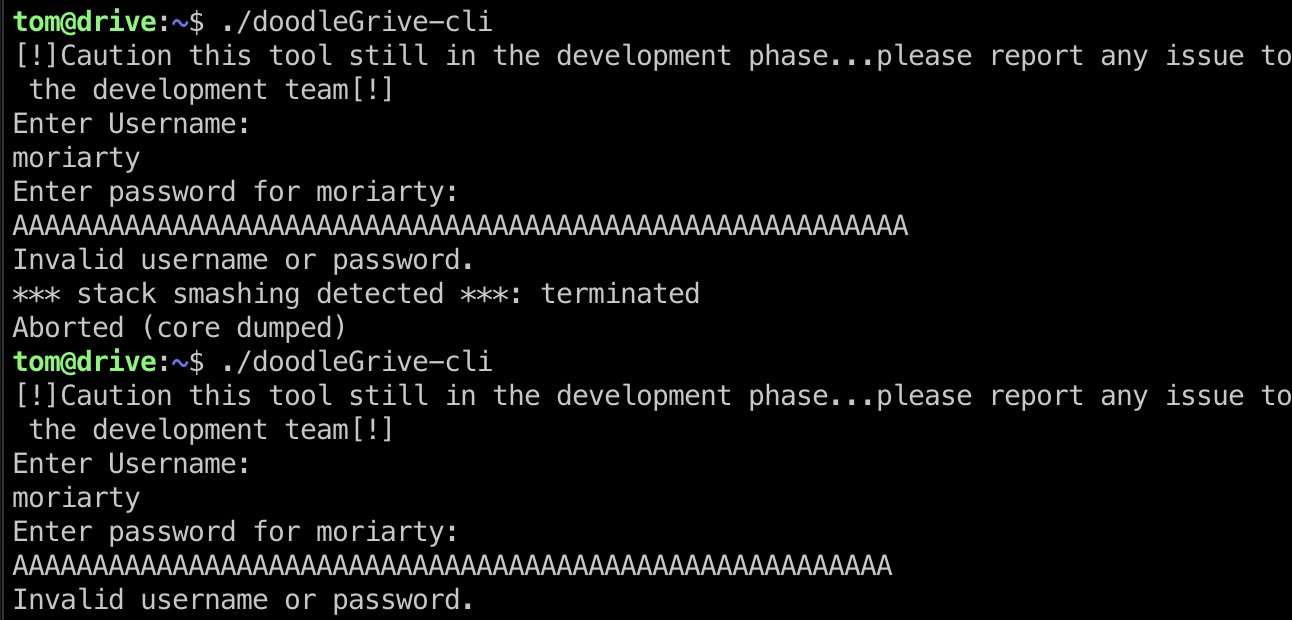 tom@drive:~$ ./doodleGrive-cli
[!]Caution this tool still in the development phase...please report any issue to
 the development team[!]
Enter Username:
moriarty
Enter password for moriarty:
AAAAAAAAAAAAAAAAAAAAAAAAAAAAAAAAAAAAAAAAAAAAAAAAAAAAAAAA
Invalid username or password.
*** stack smashing detected ***: terminated
Aborted (core dumped)
tom@drive:~$ ./doodleGrive-cli
[!]Caution this tool still in the development phase...please report any issue to
 the development team[!]
Enter Username:
moriarty
Enter password for moriarty:
AAAAAAAAAAAAAAAAAAAAAAAAAAAAAAAAAAAAAAAAAAAAAAAAAAAAAAA
Invalid username or password.